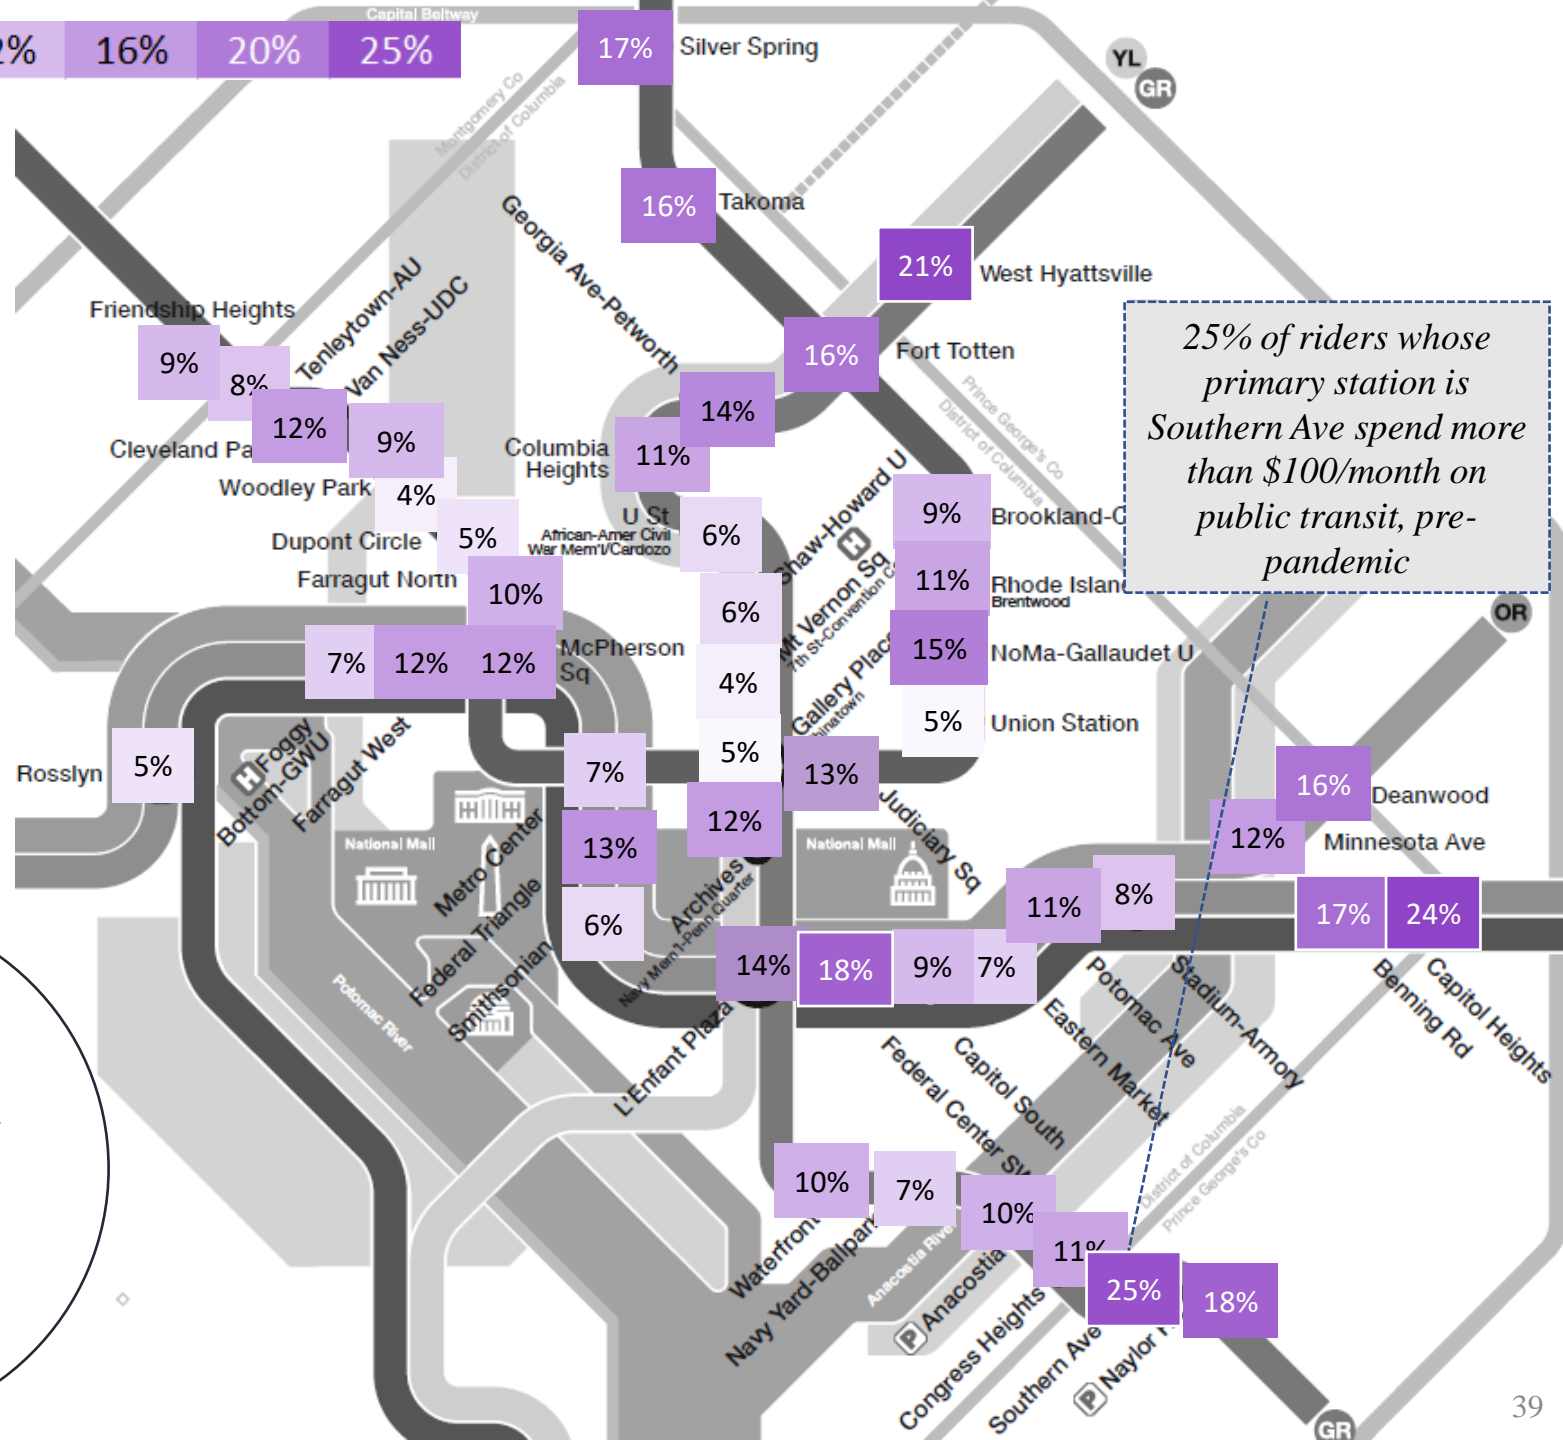 Capital Beltway
2%
16%
20%
25%
17%
Silver Spring
YL
GR
Montgomery Co
District of Columbia
16%
Takoma
Georgia Ave-Petworth
21%
West Hyattsville
Friendship Heights
Tenleytown-AU
Van Ness-UDC
9%
8%
12%
9%
Cleveland Pa
16%
Fort Totten
14%
Columbia
Heights
11%
Prince George's Co
District of Columbia
25% of riders whose
primary station is
Southern Ave spend more
than $100/month on
public transit, pre-
pandemic
Woodley Park
4%
Dupont Circle
5%
U St
African-Amer Civil
War Mem'l/Cardozo
6%
Shaw-Howard U
H
9%
Brookland-C
Farragut North
10%
6%
Mt Vernon Sq
7th St-Convention C
11%
Rhode Island
Brentwood
OR
7%
12%
12%
McPherson
Sq
4%
Gallery Place
hinatown
15%
NoMa-Gallaudet U
5%
5%
Union Station
Rosslyn
5%
H
Foggy
Bottom-GWU
Farragut West
7%
13%
Judiciary Sq
16%
Deanwood
12%
Minnesota Ave
National Mall
Metro Center
13%
12%
National Mall
Archives
Navy Mem'l-Penn Quarter
Federal Triangle
6%
Smithsonian
11%
8%
17%
24%
14%
18%
9%
7%
Potomac River
L'Enfant Plaza
Federal Center SW
Capitol South
Eastern Market
Potomac Ave
Stadium-Armory
Benning Rd
Capitol Heights
District of Columbia
Prince George's Co
10%
7%
10%
11%
25%
18%
Waterfront
Navy Yard-Ballpark
Anacostia River
P
Anacostia
Congress Heights
Southern Ave
P
Naylor
GR
39